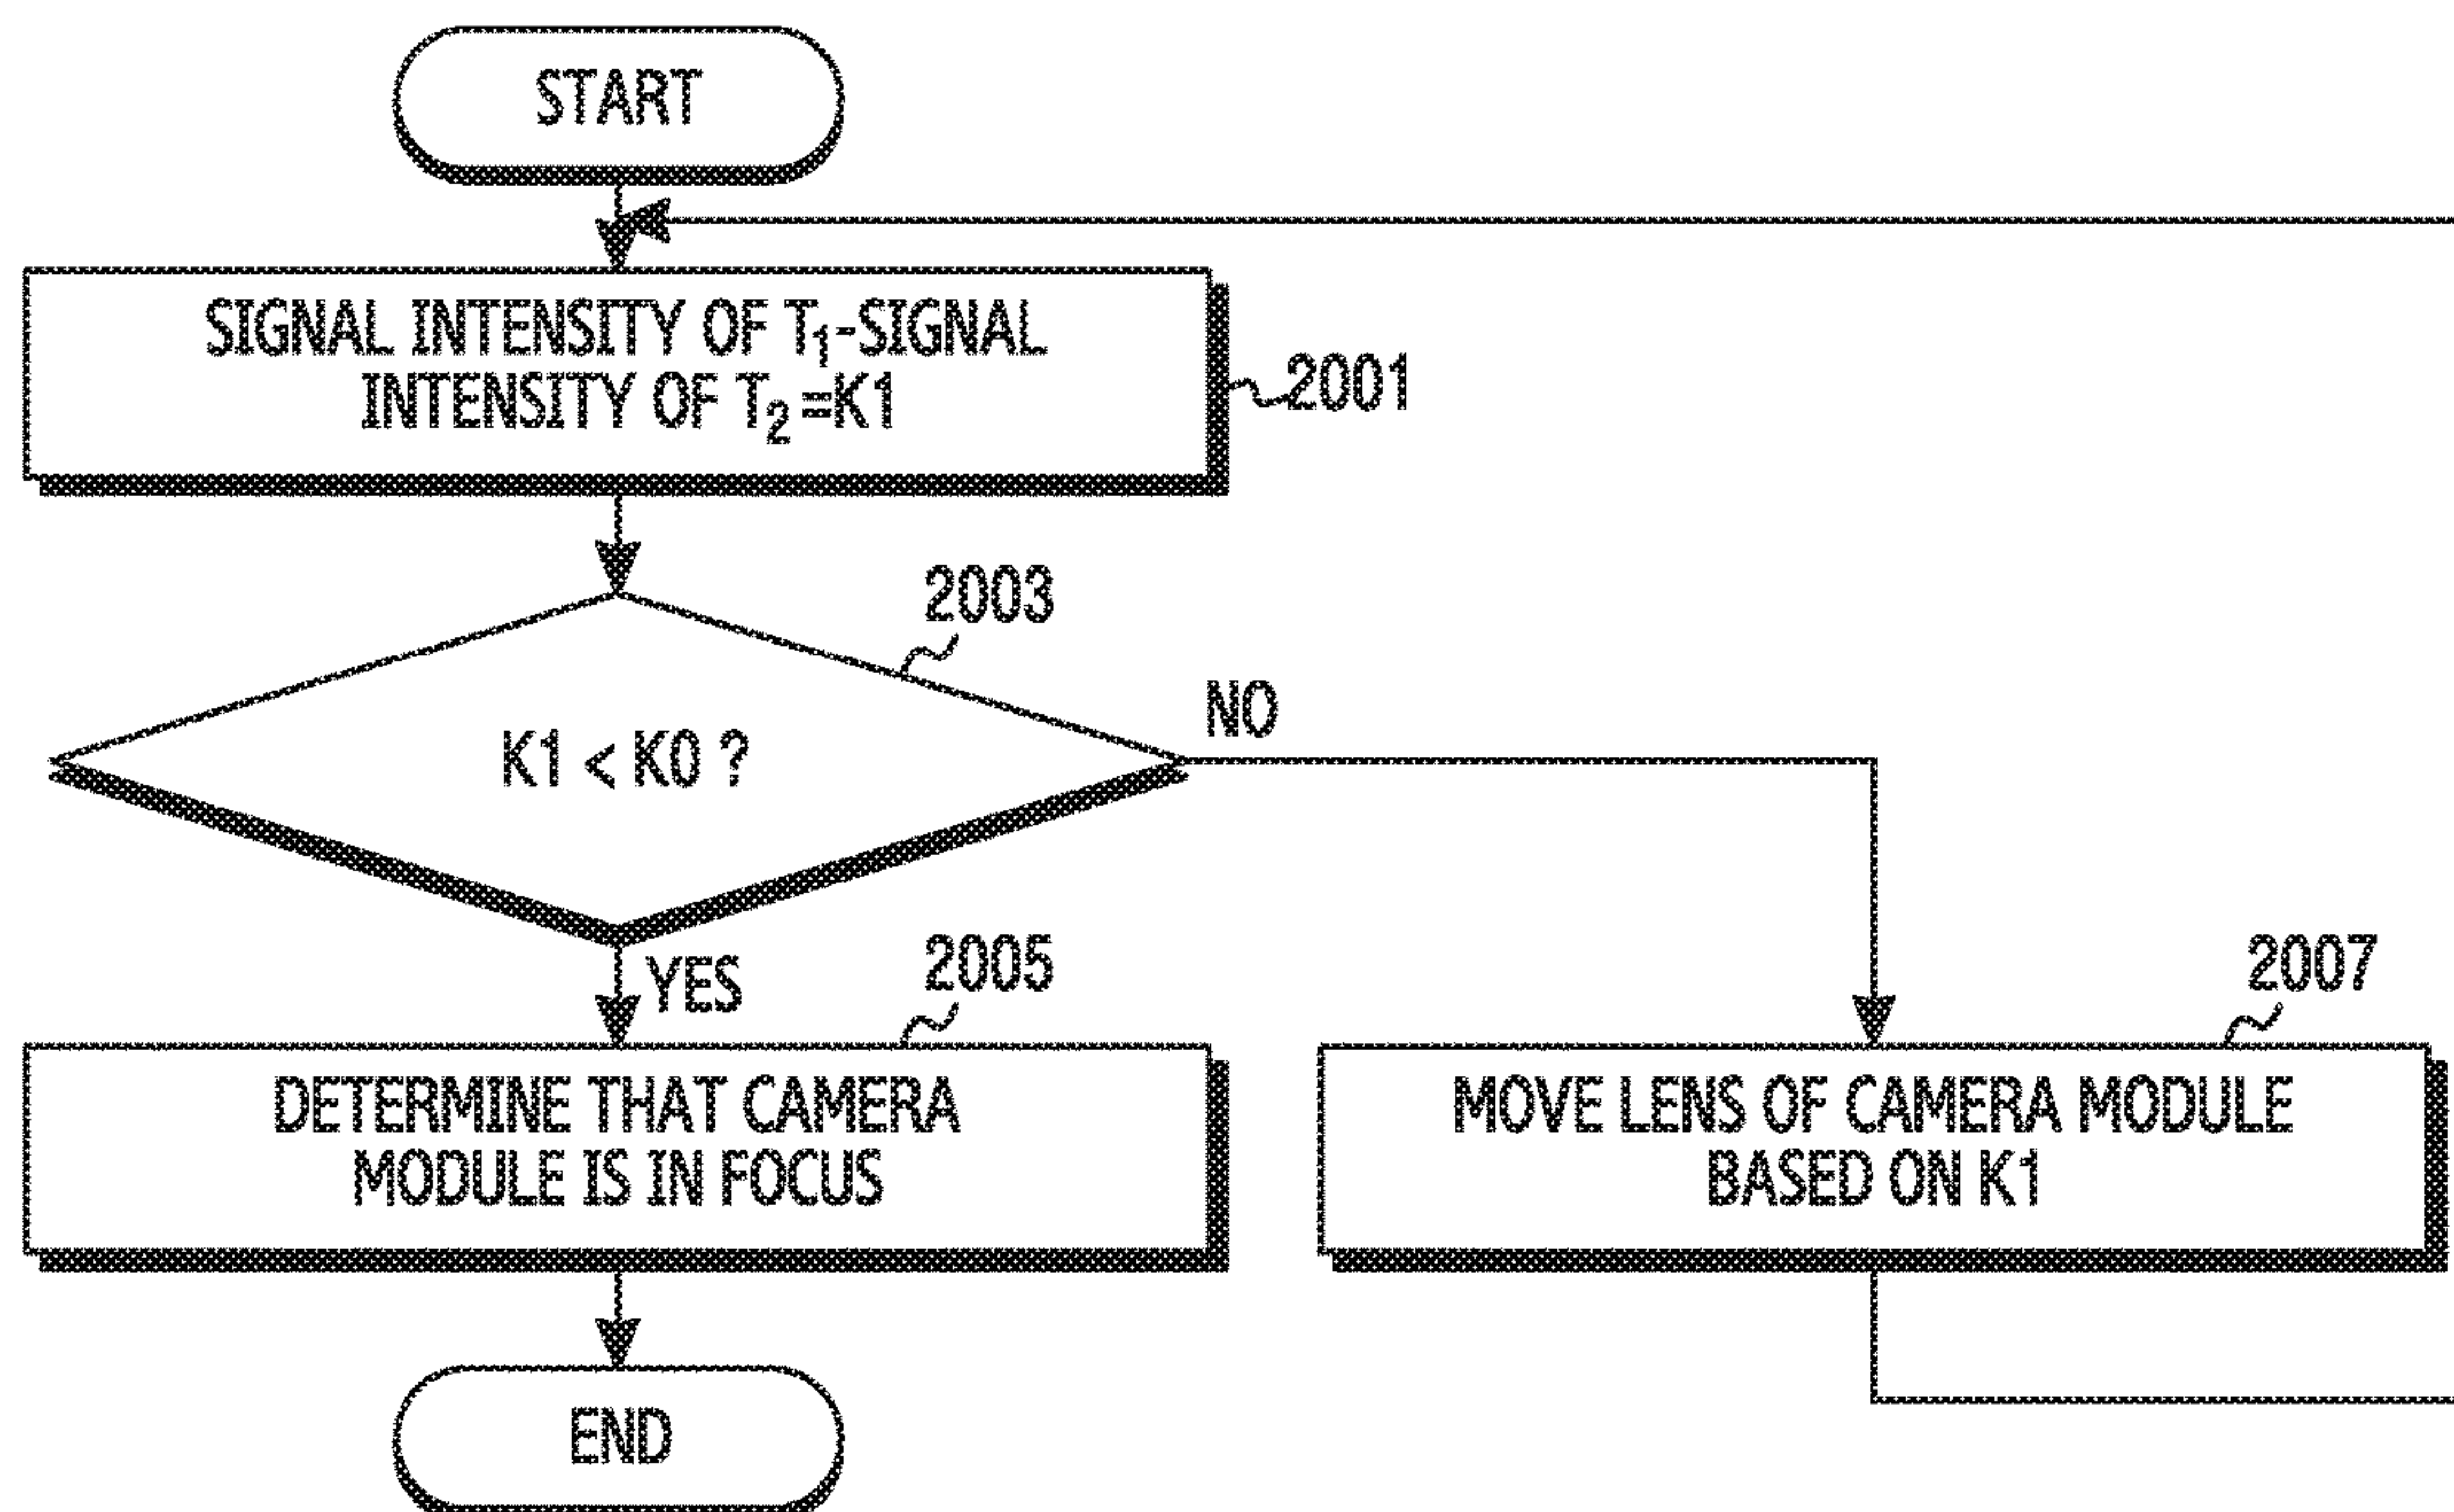 START
SIGNAL INTENSITY OF T₁-SIGNAL
INTENSITY OF T₂=K1
2001
2003
K1 < K0 ?
NO
YES
2005
DETERMINE THAT CAMERA
MODULE IS IN FOCUS
2007
MOVE LENS OF CAMERA MODULE
BASED ON K1
END